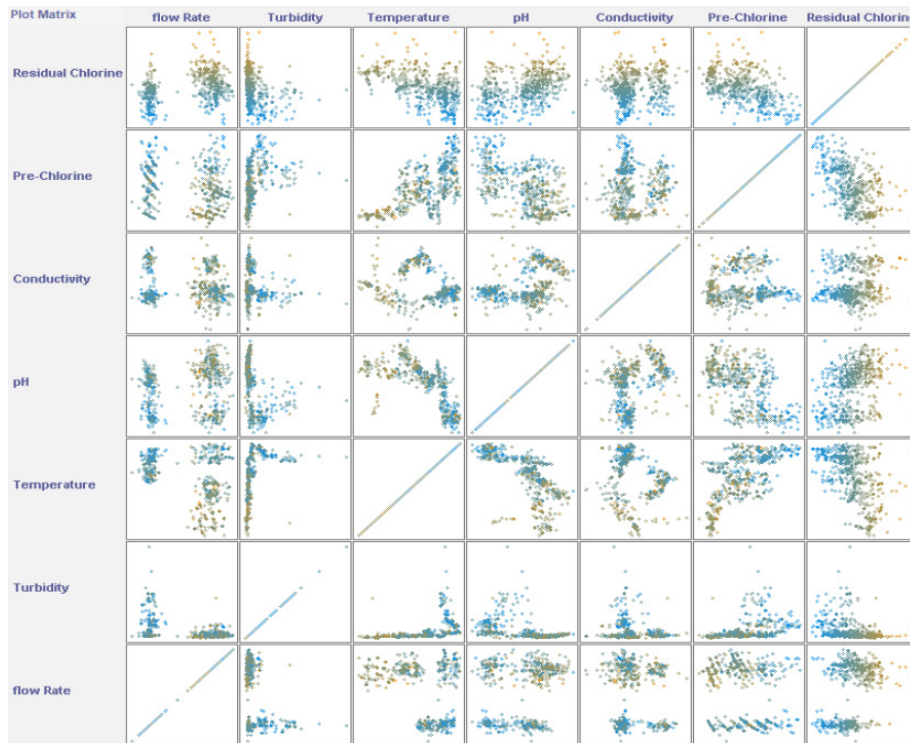 Plot Matrix flow Rate Turbidity Temperature pH Conductivity Pre-Chlorine Residual Chlorine
Residual Chlorine
Pre-Chlorine
Conductivity
pH
Temperature
Turbidity
flow Rate